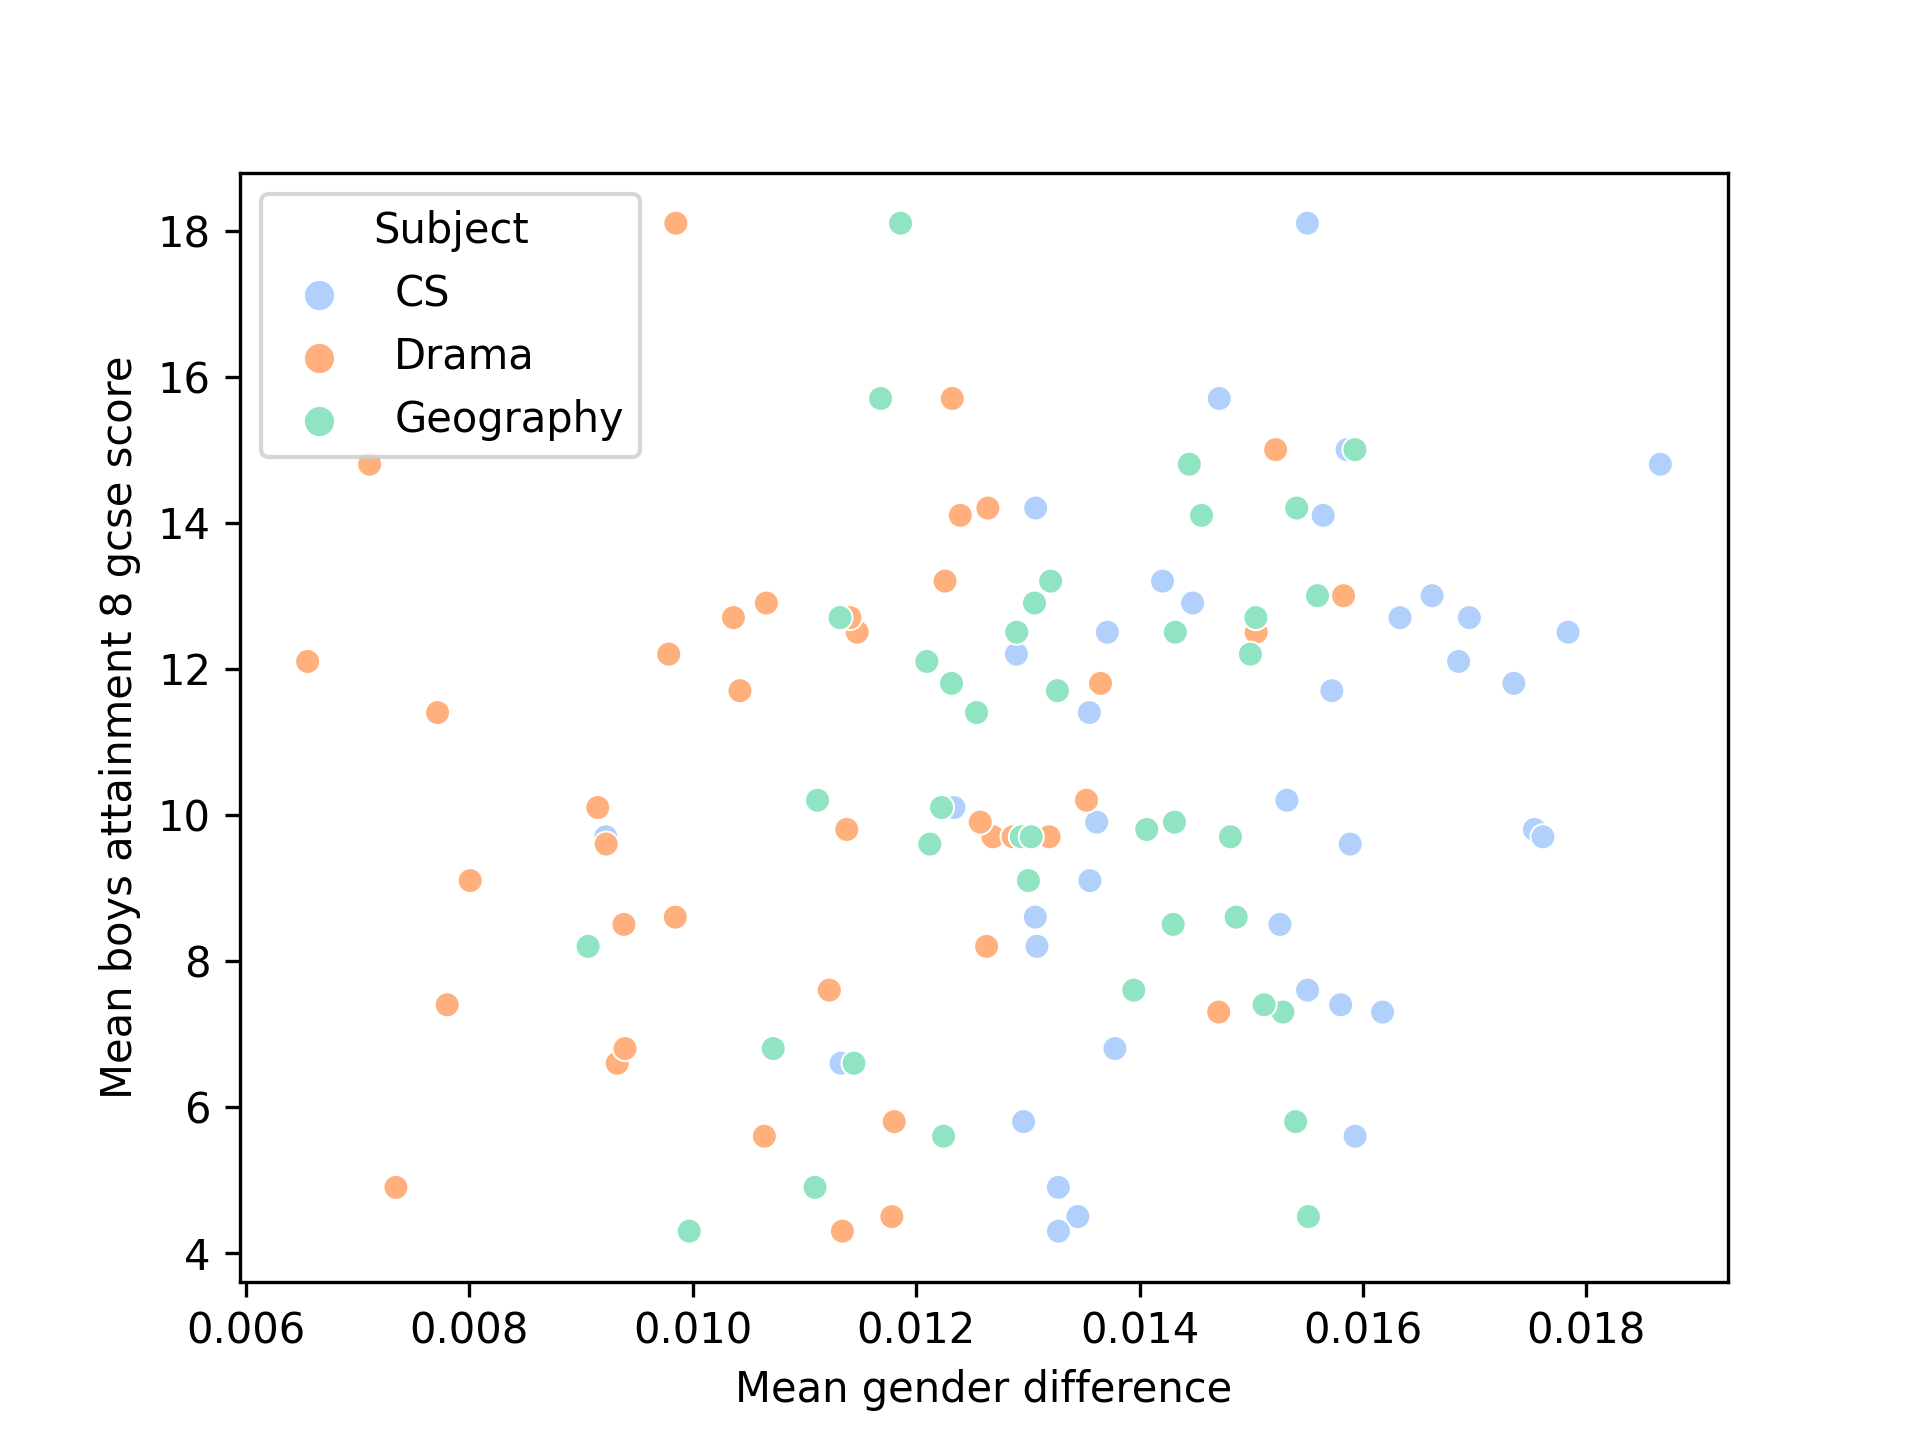 Subject
CS
Drama
Geography
18
16
14
12
10
8
6
4
Mean boys attainment 8 gcse score
0.006 0.008 0.010 0.012 0.014 0.016 0.018
Mean gender difference